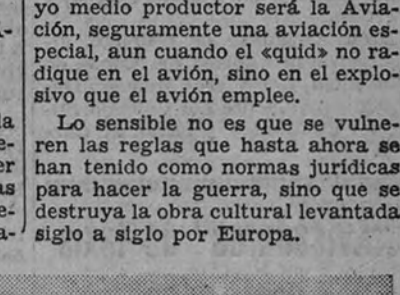 yo medio productor será la Avia-
ción, seguramente una aviación es-
pecial, aun cuando el «quid» no ra-
dique en el avión, sino en el explo-
sivo que el avión emplee.
Lo sensible no es que se vulne-
ren las reglas que hasta ahora se
han tenido como normas jurídicas
para hacer la guerra, sino que se
destruya la obra cultural levantada
siglo a siglo por Europa.